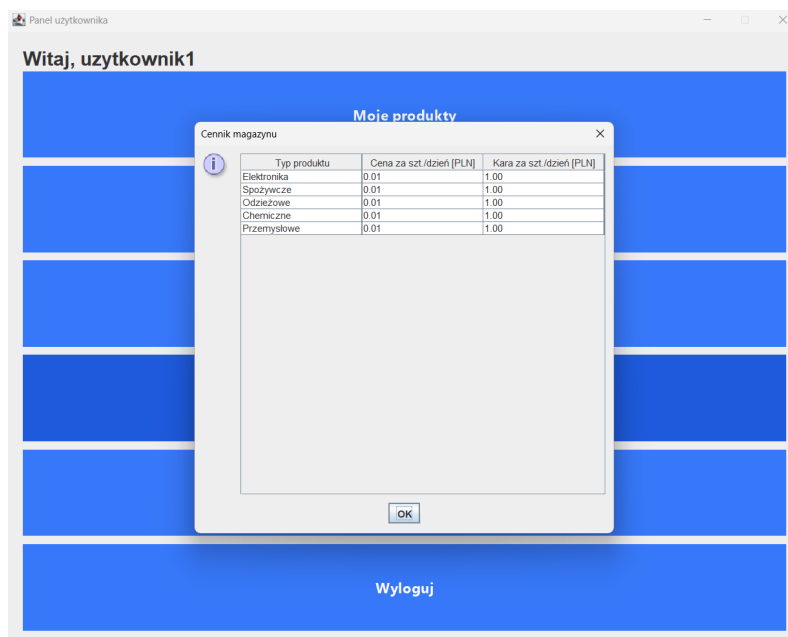 Panel użytkownika
Witaj, uzytkownik1
Moje produkty
Cennik magazynu
i
Typ produktu Cena za szt./dzień [PLN] Kara za szt./dzień [PLN]
Elektronika 0.01 1.00
Spożywcze 0.01 1.00
Odzieżowe 0.01 1.00
Chemiczne 0.01 1.00
Przemysłowe 0.01 1.00
OK
Wyloguj